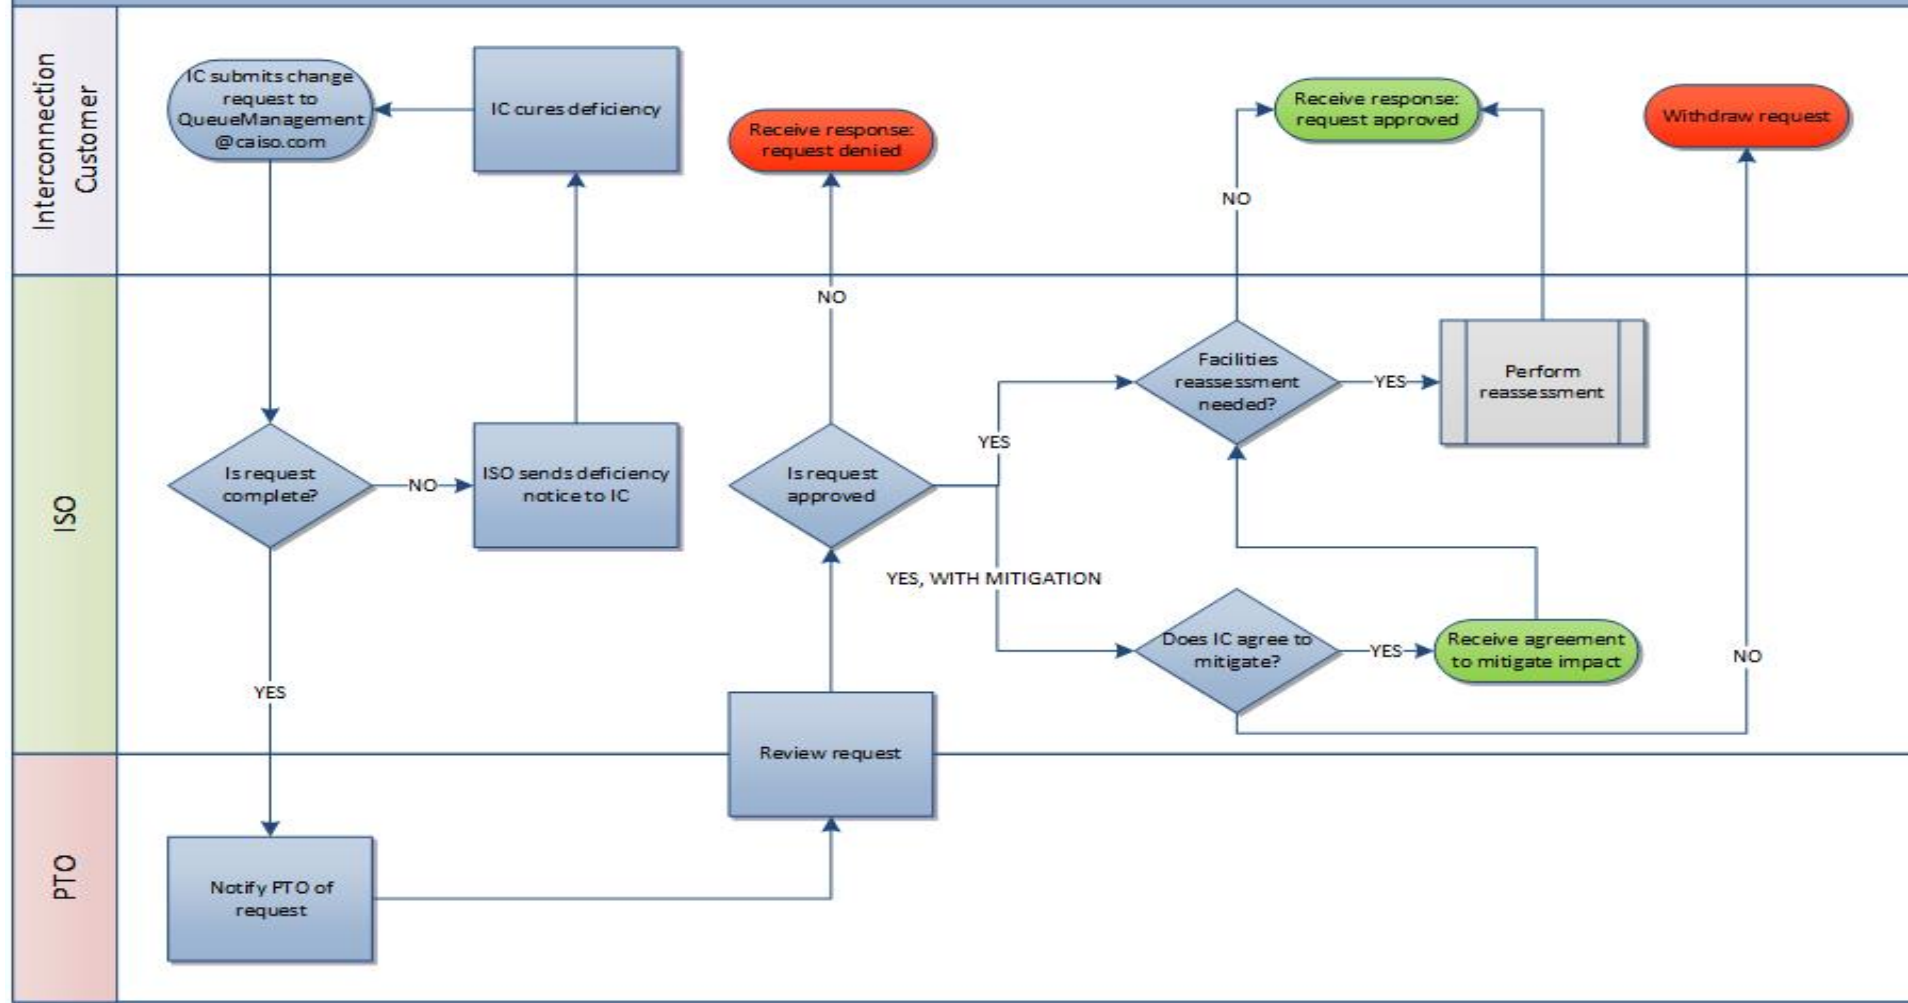 Interconnection
Customer
IC submits change
request to
QueueManagement
@caiso.com
IC cures deficiency
Receive response:
request denied
Receive response:
request approved
Withdraw request
NO
NO
ISO
Is request
complete?
NO
ISO sends deficiency
notice to IC
Is request
approved
YES
YES, WITH MITIGATION
Facilities
reassessment
needed?
YES
Perform
reassessment
Does IC agree to
mitigate?
YES
Receive agreement
to mitigate impact
NO
YES
Review request
PTO
Notify PTO of
request